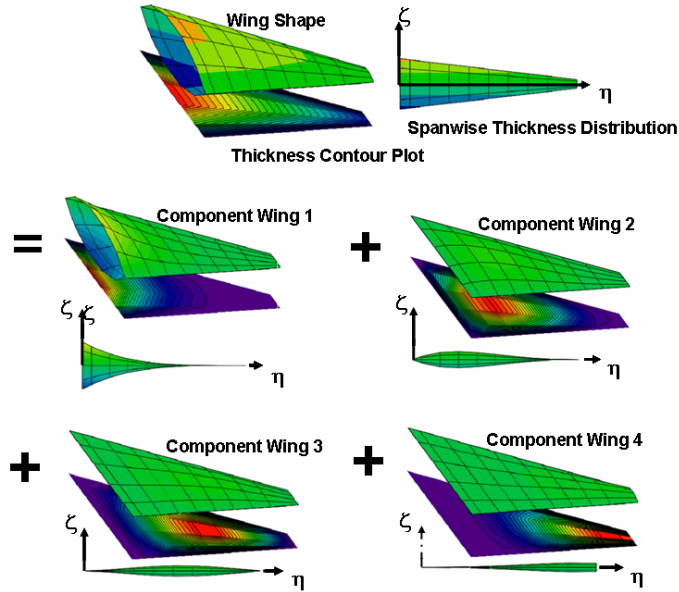 Wing Shape
ζ
η
Spanwise Thickness Distribution
Thickness Contour Plot
=
Component Wing 1
+
Component Wing 2
ζ ζ
η
ζ
η
+
Component Wing 3
+
Component Wing 4
ζ
η
ζ
η